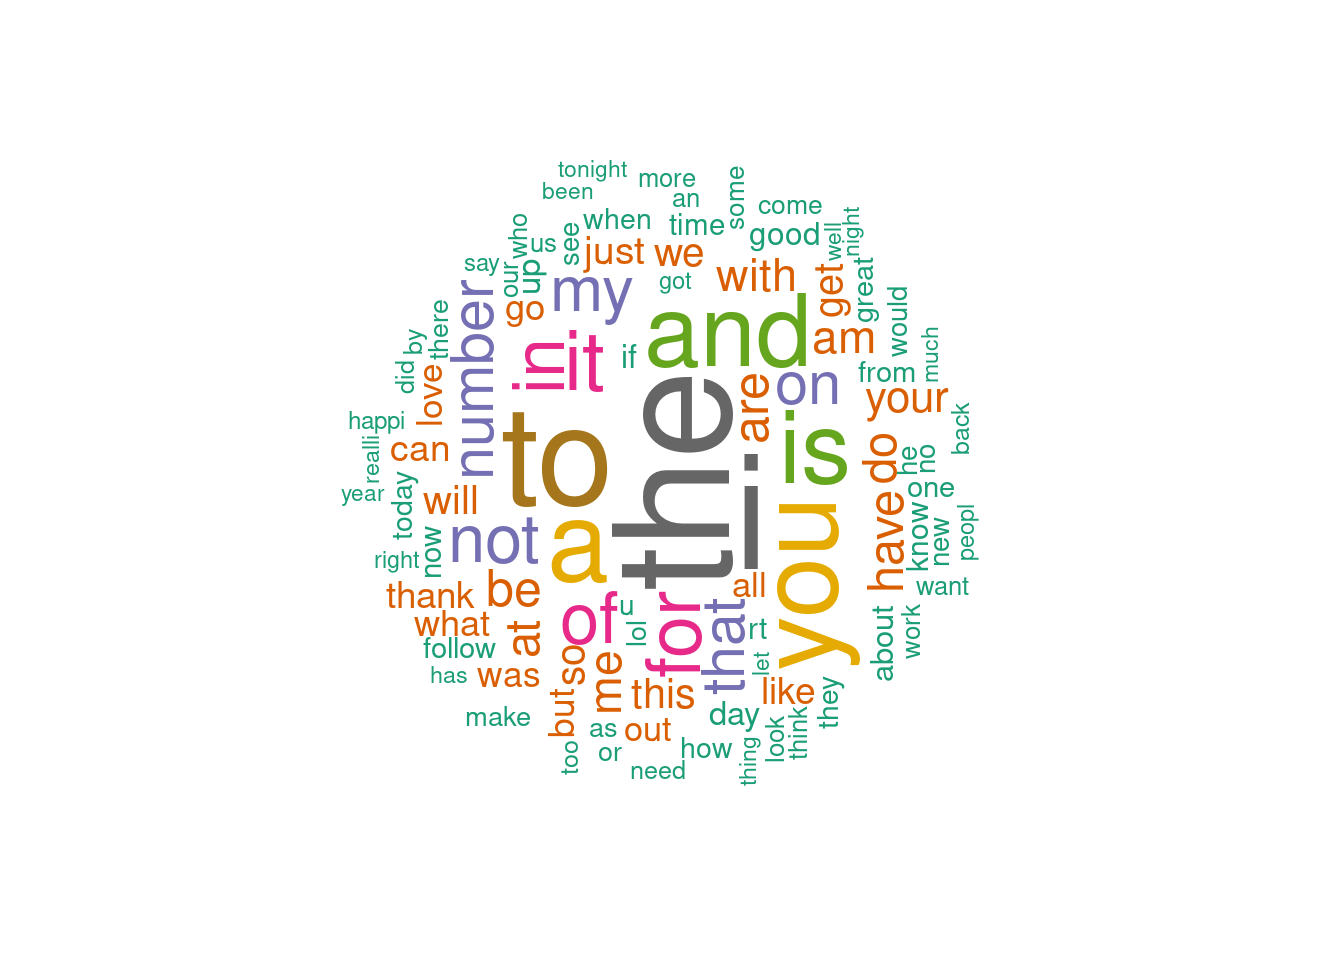 tonight
more
been
an
some
come
when
time
good
who
us
see
just
we
well
night
say
our
up
my
got
with
get
great
number
go
and
am
would
there
by
in
it
if
much
did
love
are
on
from
your
happi
the
back
realli
can
to
is
do
he
no
year
today
will
i
one
a
you
have
know
new
peopl
not
now
right
be
all
want
thank
of
u
for
that
what
at
lol
rt
about
work
follow
so
me
let
has
was
this
like
they
make
but
as
out
day
look
think
too
or
how
need
thing